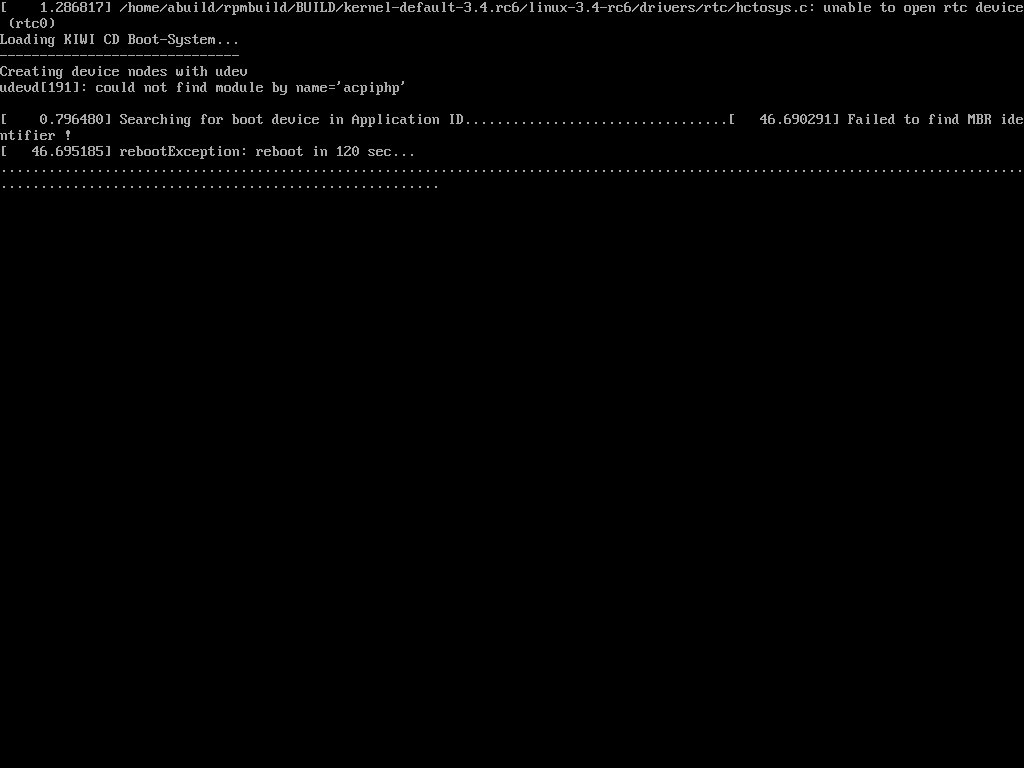 [    1.286817] /home/abuild/rpmbuild/BUILD/kernel-default-3.4.rc6/linux-3.4-rc6/drivers/rtc/hctosys.c: unable to open rtc device
 (rtc0)
Loading KIWI CD Boot-System...
------------------------------
Creating device nodes with udev
udevd[191]: could not find module by name='acpiphp'
[    0.796480] Searching for boot device in Application ID.................................[   46.690291] Failed to find MBR ide
ntifier !
[   46.695185] rebootException: reboot in 120 sec...
................................................................................................................................
.......................................................